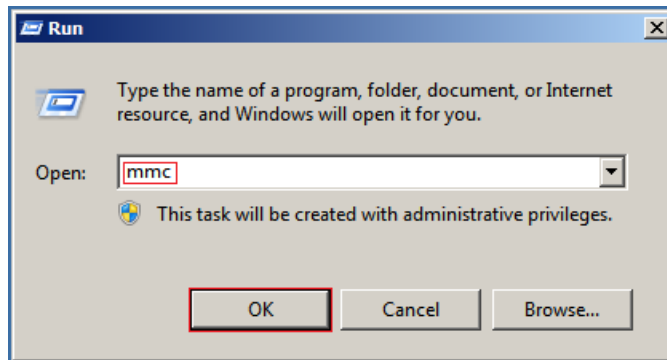 Run
Type the name of a program, folder, document, or Internet
resource, and Windows will open it for you.
Open: mmc
This task will be created with administrative privileges.
OK Cancel Browse...